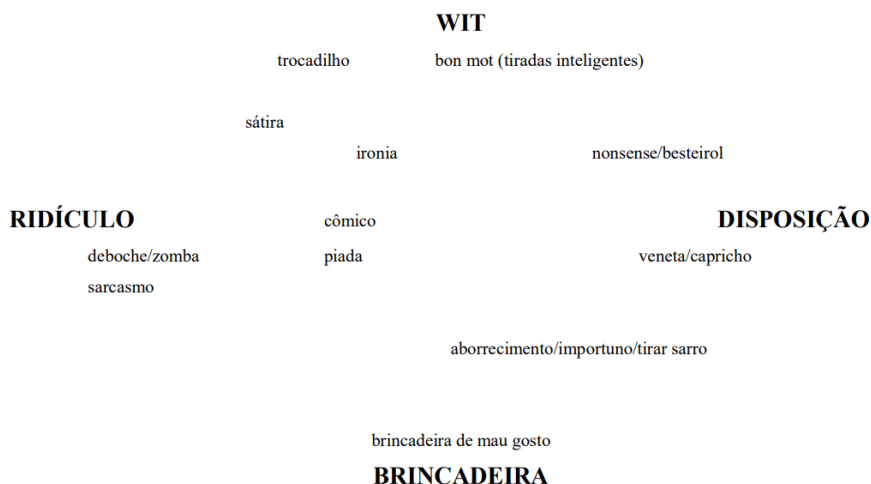 WIT
trocadilho bon mot (tiradas inteligentes)
sátira
ironia nonsense/besteirol
RIDÍCULO cômico DISPOSIÇÃO
deboche/zomba piada veneta/capricho
sarcasmo
aborrecimento/importuno/tirar sarro
brincadeira de mau gosto
BRINCADEIRA